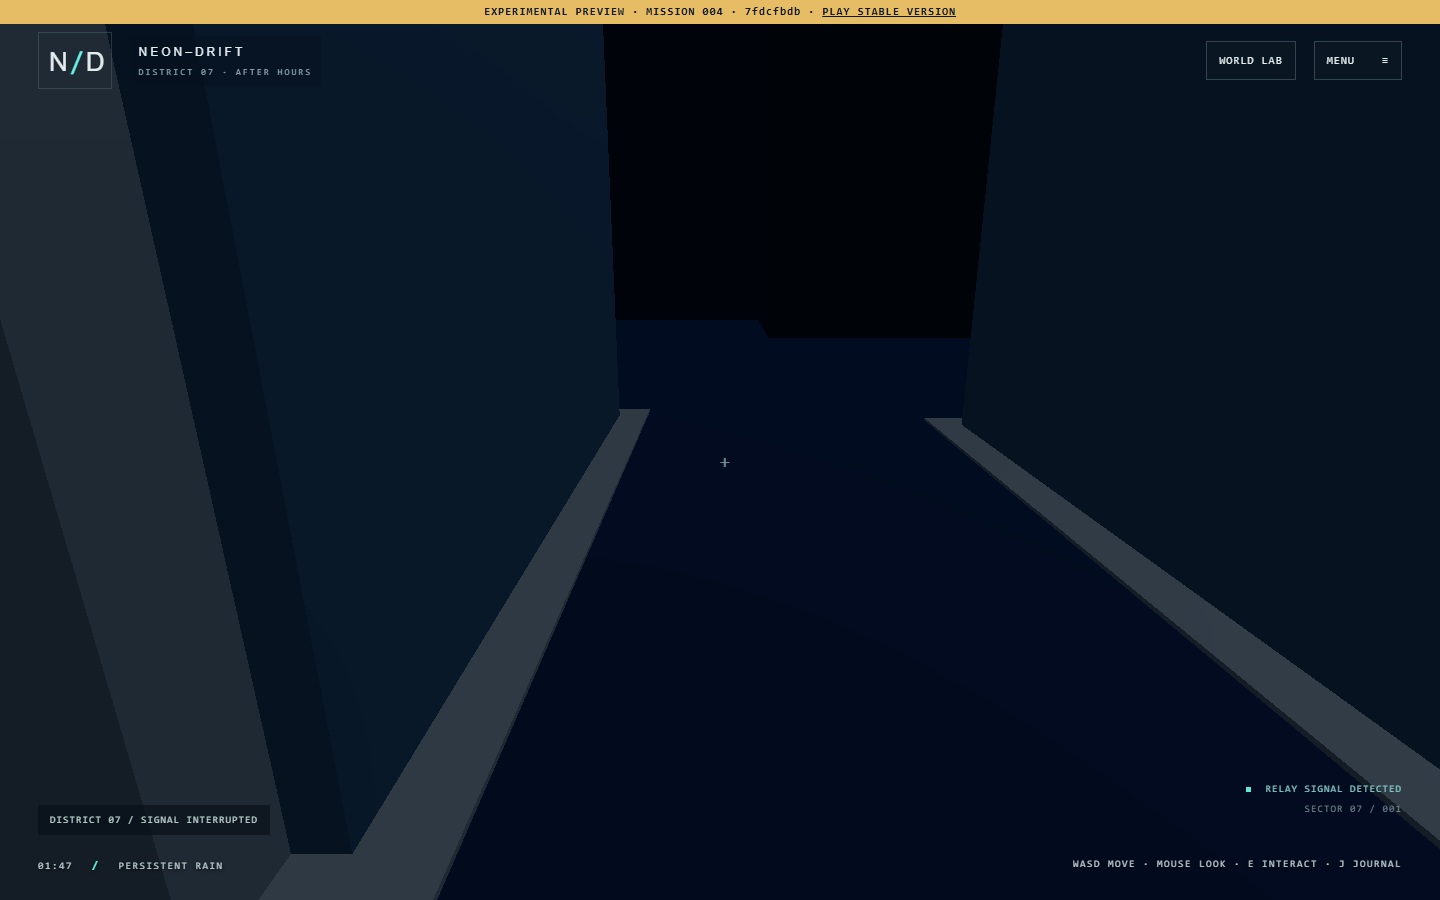 EXPERIMENTAL PREVIEW · MISSION 004 · 7fdcfbdb · PLAY STABLE VERSION
N/D
NEON—DRIFT
DISTRICT 07 · AFTER HOURS
WORLD LAB
MENU ≡
RELAY SIGNAL DETECTED
SECTOR 07 / 001
DISTRICT 07 / SIGNAL INTERRUPTED
01:47 / PERSISTENT RAIN
WASD MOVE · MOUSE LOOK · E INTERACT · J JOURNAL